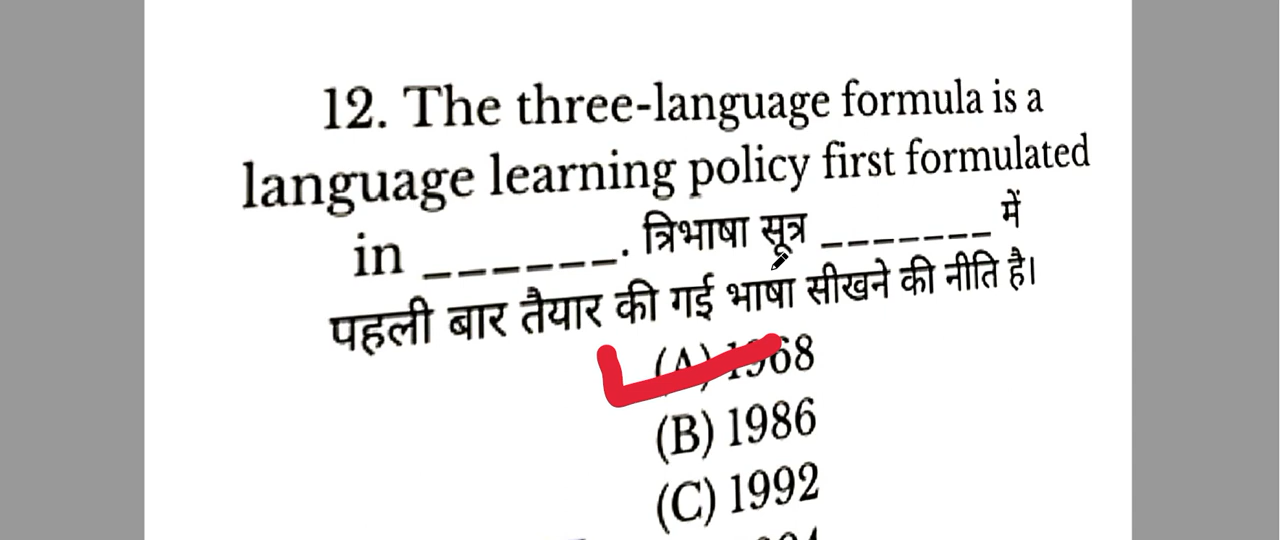 12. The three-language formula is a
language learning policy first formulated
in _______. त्रिभाषा सूत्र _______ में
पहली बार तैयार की गई भाषा सीखने की नीति है।
(A) 1968
(B) 1986
(C) 1992